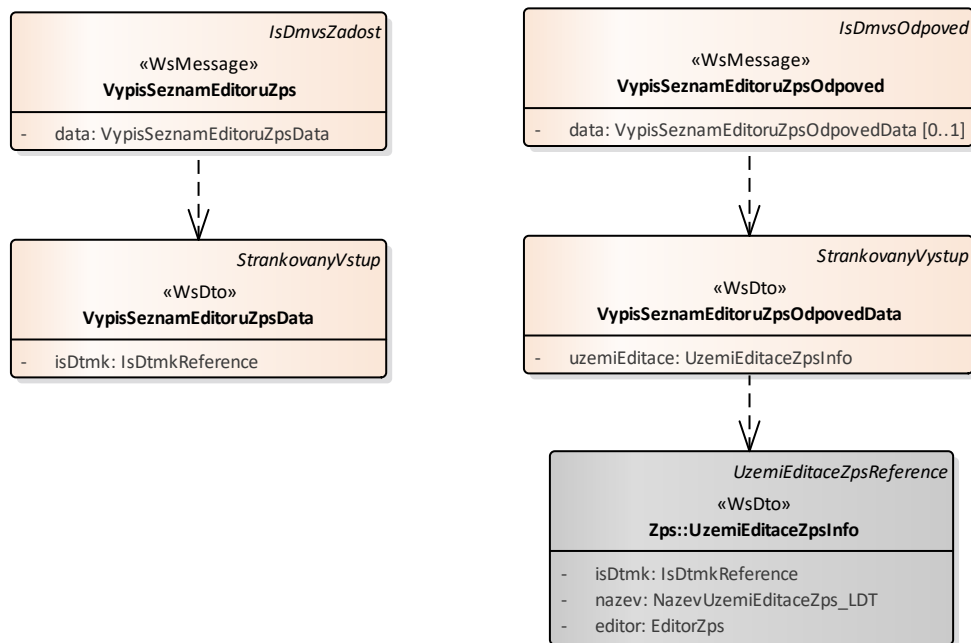 IsDmvsZadost
«WsMessage»
VypisSeznamEditoruZps
- data: VypisSeznamEditoruZpsData
IsDmvsOdpoved
«WsMessage»
VypisSeznamEditoruZpsOdpoved
- data: VypisSeznamEditoruZpsOdpovedData [0..1]
StrankovanyVstup
«WsDto»
VypisSeznamEditoruZpsData
- isDtmk: IsDtmkReference
StrankovanyVystup
«WsDto»
VypisSeznamEditoruZpsOdpovedData
- uzemiEditace: UzemiEditaceZpsInfo
UzemiEditaceZpsReference
«WsDto»
Zps::UzemiEditaceZpsInfo
- isDtmk: IsDtmkReference
- nazev: NazevUzemiEditaceZps_LDT
- editor: EditorZps